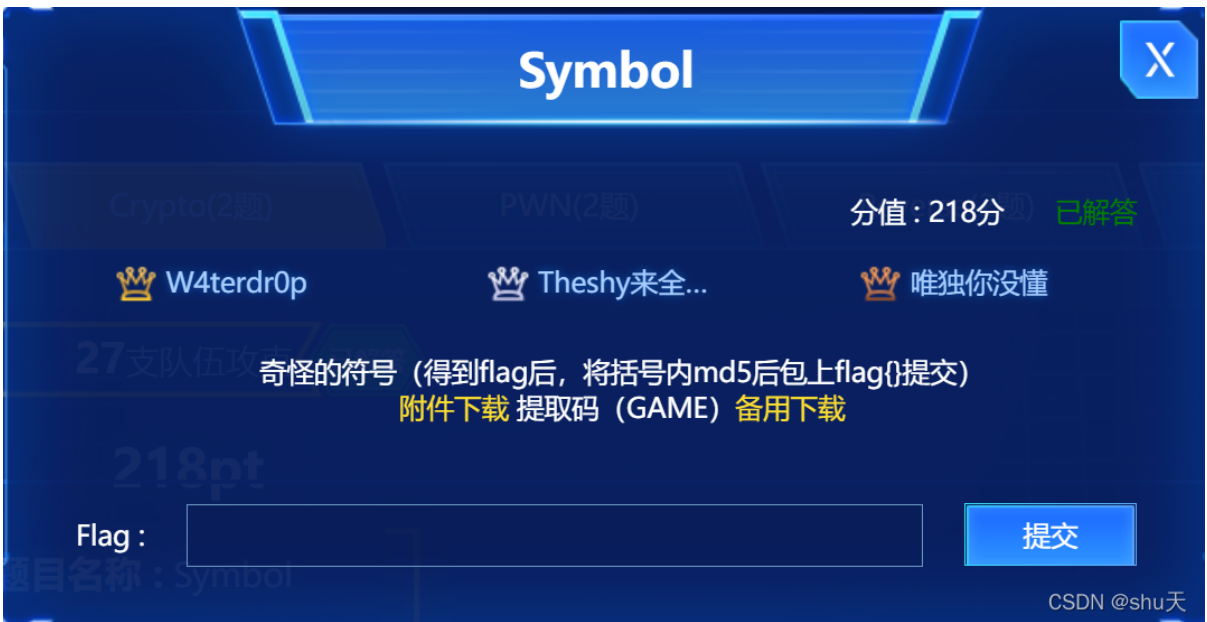 Symbol
X
Crypto(2题)
PWN(2题)
分值 : 218分
已解答
W4terdr0p
Theshy来全...
唯独你没懂
27支队伍攻
奇怪的符号（得到flag后，将括号内md5后包上flag{}提交）
附件下载 提取码（GAME）备用下载
218pt
Flag :
提交
题目名称：Symbol
CSDN @shu天